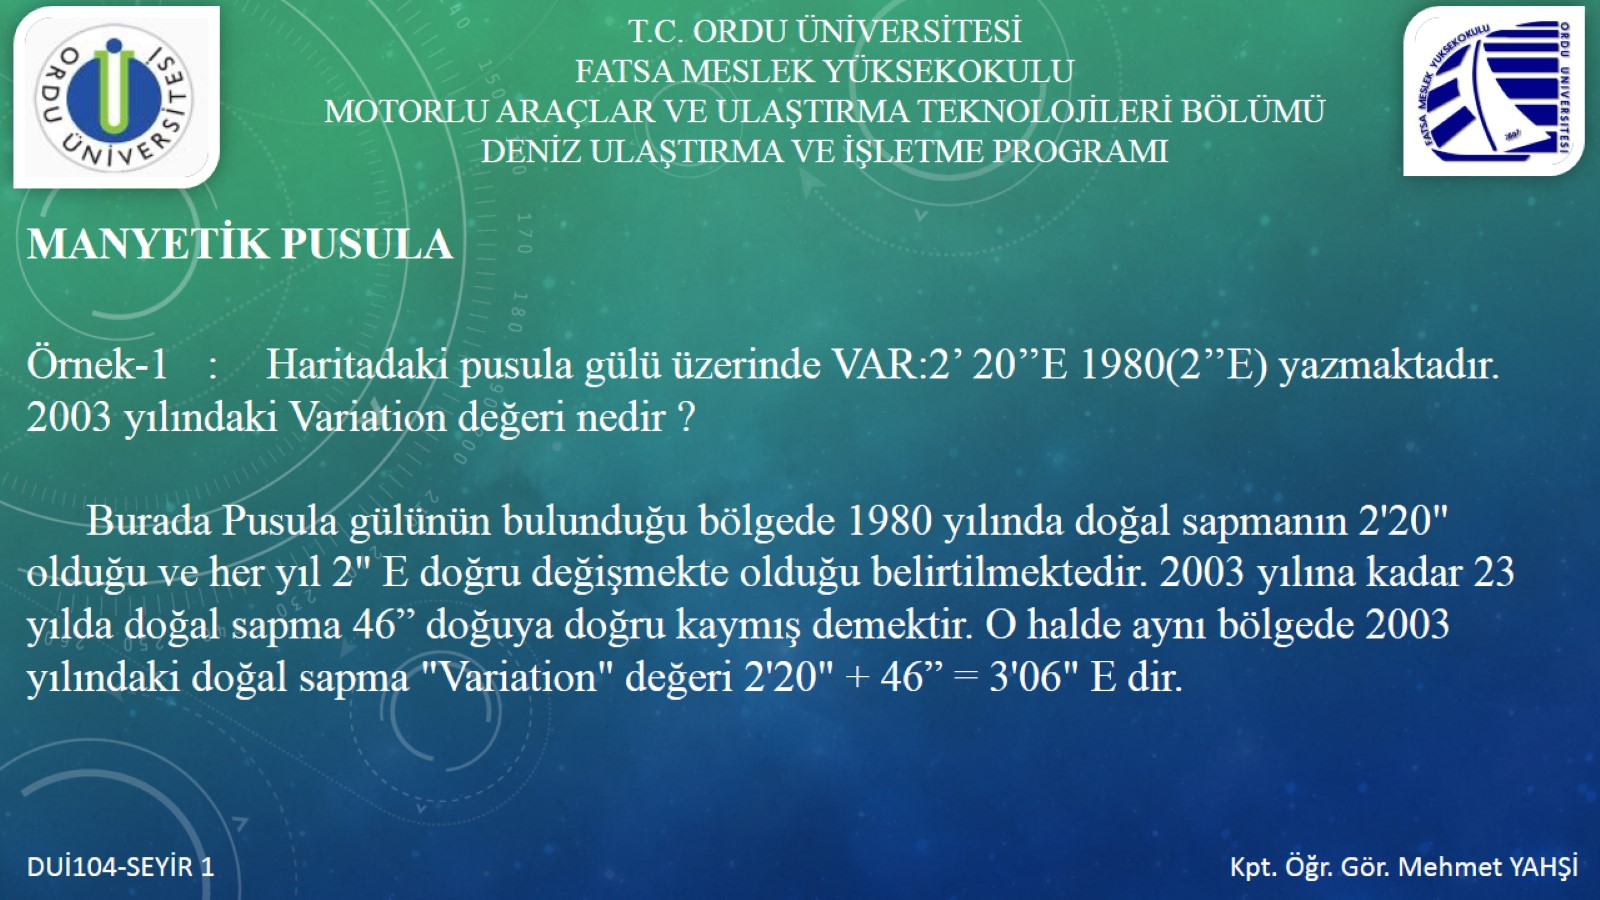 ORDU ÜNİVERSİTESİ
T.C. ORDU ÜNİVERSİTESİ
FATSA MESLEK YÜKSEKOKULU
MOTORLU ARAÇLAR VE ULAŞTIRMA TEKNOLOJİLERİ BÖLÜMÜ
DENİZ ULAŞTIRMA VE İŞLETME PROGRAMI
FATSA MESLEK YÜKSEKOKULU
ORDU ÜNİVERSİTESİ
MANYETİK PUSULA
Örnek-1 : Haritadaki pusula gülü üzerinde VAR:2’ 20’’E 1980(2’’E) yazmaktadır.
2003 yılındaki Variation değeri nedir ?
Burada Pusula gülünün bulunduğu bölgede 1980 yılında doğal sapmanın 2'20"
olduğu ve her yıl 2" E doğru değişmekte olduğu belirtilmektedir. 2003 yılına kadar 23
yılda doğal sapma 46” doğuya doğru kaymış demektir. O halde aynı bölgede 2003
yılındaki doğal sapma "Variation" değeri 2'20" + 46” = 3'06" E dir.
DUİ104-SEYİR 1
Kpt. Öğr. Gör. Mehmet YAHŞİ